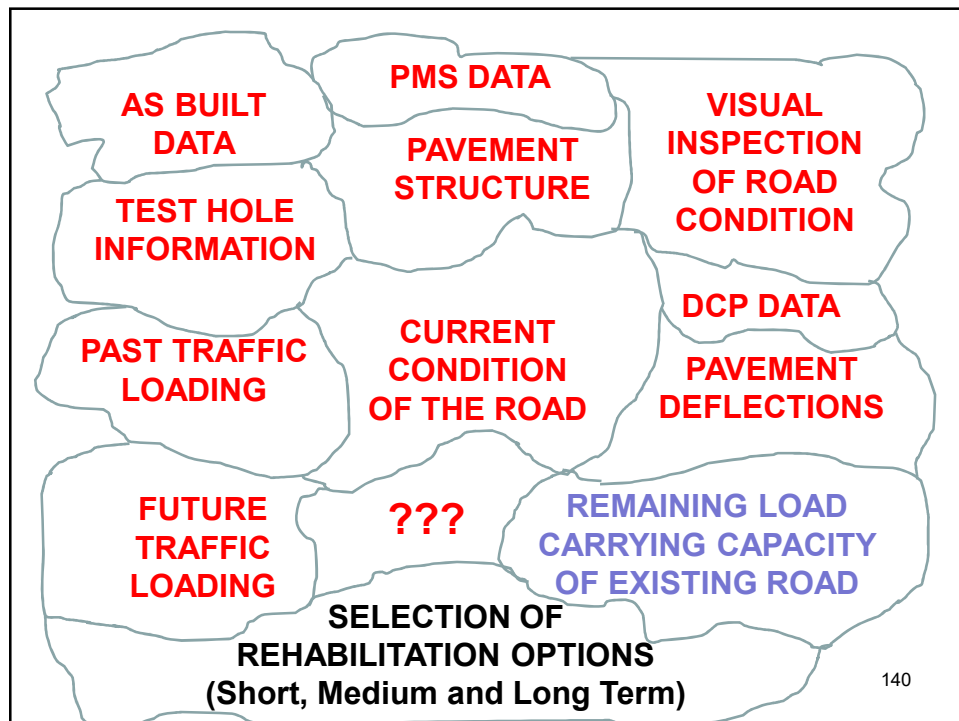 AS BUILT
DATA
PMS DATA
PAVEMENT
STRUCTURE
VISUAL
INSPECTION
OF ROAD
CONDITION
TEST HOLE
INFORMATION
PAST TRAFFIC
LOADING
CURRENT
CONDITION
OF THE ROAD
DCP DATA
PAVEMENT
DEFLECTIONS
FUTURE
TRAFFIC
LOADING
???
REMAINING LOAD
CARRYING CAPACITY
OF EXISTING ROAD
SELECTION OF
REHABILITATION OPTIONS
(Short, Medium and Long Term)
140